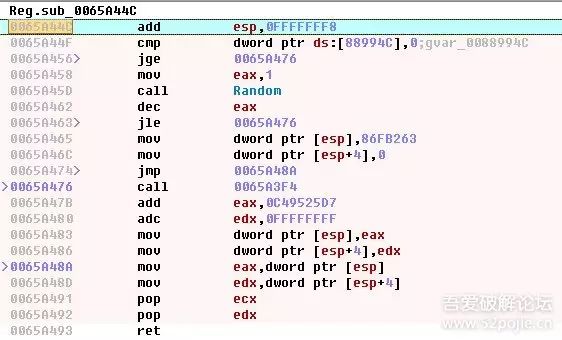 Reg.sub_0065A44C
0065A44C add esp,0FFFFFFF8
0065A44F cmp dword ptr ds:[88994C],0;gvar_0088994C
0065A456> jge 0065A476
0065A458 mov eax,1
0065A45D call Random
0065A462 dec eax
0065A463> jle 0065A476
0065A465 mov dword ptr [esp],86FB263
0065A46C mov dword ptr [esp+4],0
0065A474> jmp 0065A48A
>0065A476 call 0065A3F4
0065A47B add eax,0C49525D7
0065A480 adc edx,0FFFFFFFF
0065A483 mov dword ptr [esp],eax
0065A486 mov dword ptr [esp+4],edx
>0065A48A mov eax,dword ptr [esp]
0065A48D mov edx,dword ptr [esp+4]
0065A491 pop ecx
0065A492 pop edx
0065A493 ret
吾爱破解论坛
www.52pojie.cn